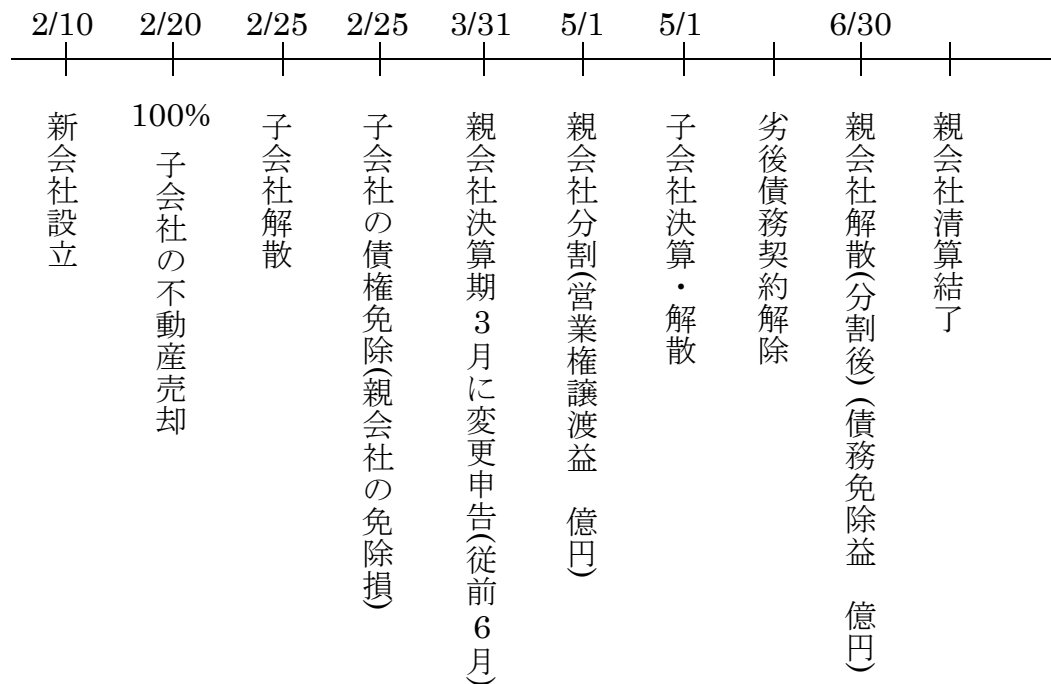 2/10 2/20 2/25 2/25 3/31 5/1 5/1 6/30
新会社設立
100%子会社の不動産売却
子会社解散
子会社の債権免除(親会社の免除損)
親会社決算期3月に変更申告(従前6月)
親会社分割(営業権譲渡益 億円)
子会社決算・解散
劣後債務契約解除
親会社解散(分割後)(債務免除益 億円)
親会社清算結了